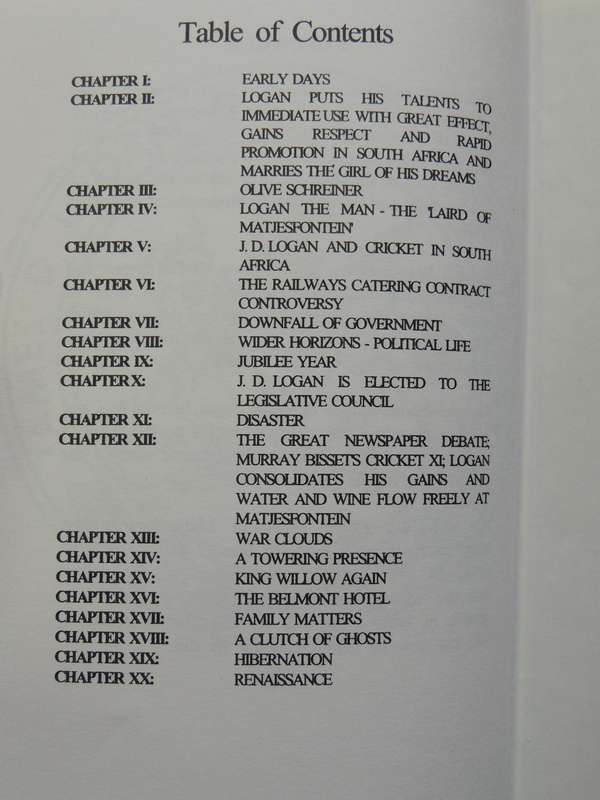 Table of Contents
CHAPTER I: EARLY DAYS
CHAPTER II: LOGAN PUTS HIS TALENTS TO
IMMEDIATE USE WITH GREAT EFFECT,
GAINS RESPECT AND RAPID
PROMOTION IN SOUTH AFRICA AND
MARRIES THE GIRL OF HIS DREAMS
CHAPTER III: OLIVE SCHREINER
CHAPTER IV: LOGAN THE MAN - THE 'LAIRD OF
MATJESFONTEIN'
CHAPTER V: J. D. LOGAN AND CRICKET IN SOUTH
AFRICA
CHAPTER VI: THE RAILWAYS CATERING CONTRACT
CONTROVERSY
CHAPTER VII: DOWNFALL OF GOVERNMENT
CHAPTER VIII: WIDER HORIZONS - POLITICAL LIFE
CHAPTER IX: JUBILEE YEAR
CHAPTER X: J. D. LOGAN IS ELECTED TO THE
LEGISLATIVE COUNCIL
CHAPTER XI: DISASTER
CHAPTER XII: THE GREAT NEWSPAPER DEBATE;
MURRAY BISSET'S CRICKET XI; LOGAN
CONSOLIDATES HIS GAINS AND
WATER AND WINE FLOW FREELY AT
MATJESFONTEIN
CHAPTER XIII: WAR CLOUDS
CHAPTER XIV: A TOWERING PRESENCE
CHAPTER XV: KING WILLOW AGAIN
CHAPTER XVI: THE BELMONT HOTEL
CHAPTER XVII: FAMILY MATTERS
CHAPTER XVIII: A CLUTCH OF GHOSTS
CHAPTER XIX: HIBERNATION
CHAPTER XX: RENAISSANCE